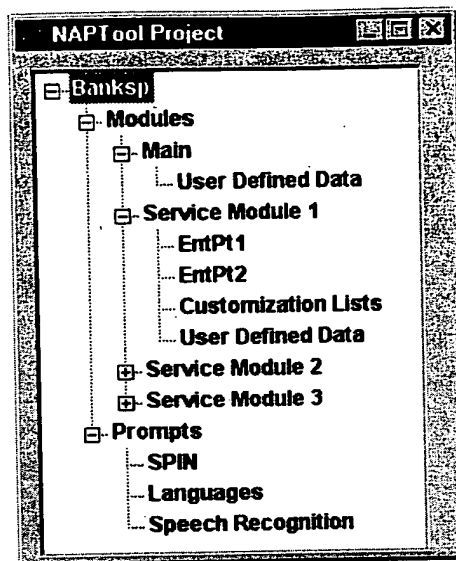 NAPTool Project
Banksp
Modules
Main
User Defined Data
Service Module 1
EntPt1
EntPt2
Customization Lists
User Defined Data
Service Module 2
Service Module 3
Prompts
SPIN
Languages
Speech Recognition